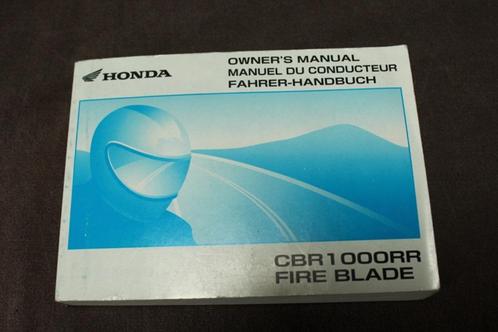 HONDA
OWNER'S MANUAL
MANUEL DU CONDUCTEUR
FAHRER-HANDBUCH
CBR1000RR
FIRE BLADE